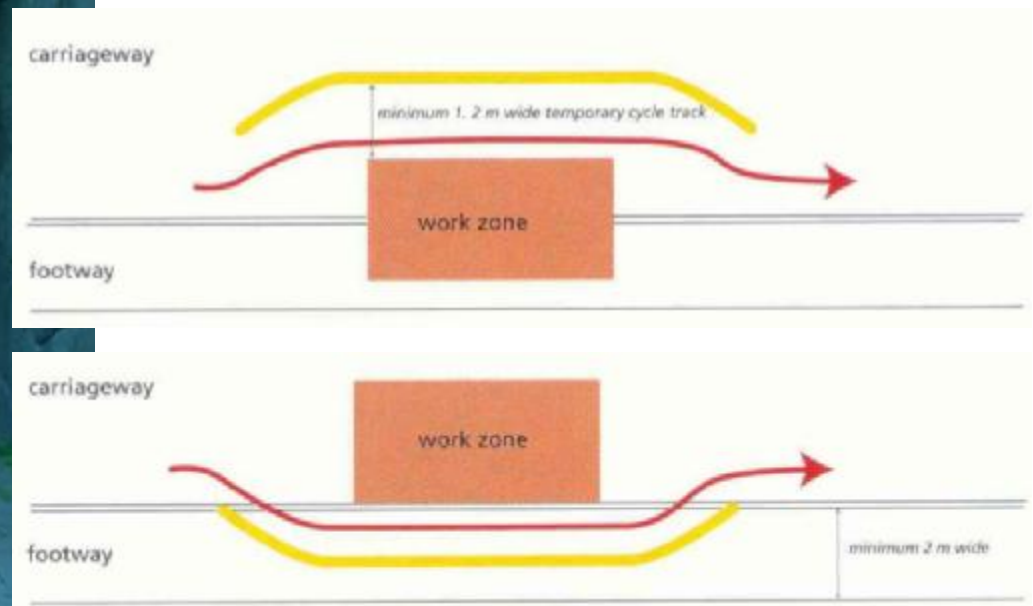 carriageway
minimum 1. 2 m wide temporary cycle track
work zone
footway
carriageway
work zone
footway
minimum 2 m wide